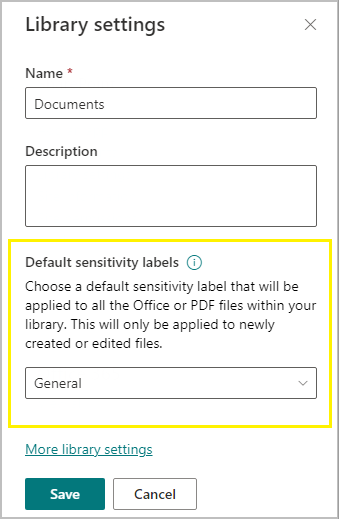 Library settings
Name *
Documents
Description
Default sensitivity labels
Choose a default sensitivity label that will be
applied to all the Office or PDF files within your
library. This will only be applied to newly
created or edited files.
General
More library settings
Save Cancel